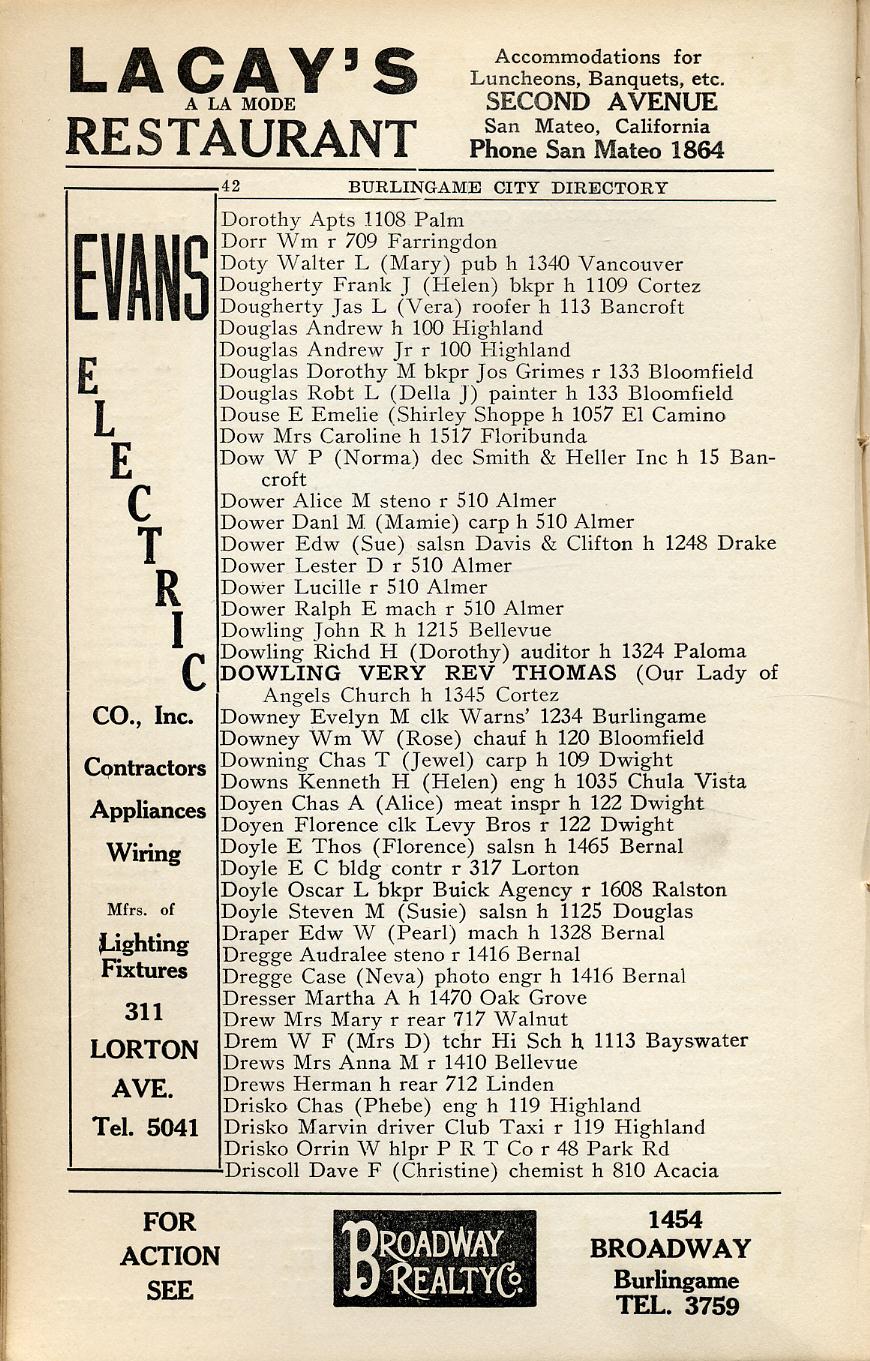 LACAY'S
A LA MODE
RESTAURANT
Accommodations for
Luncheons, Banquets, etc.
SECOND AVENUE
San Mateo, California
Phone San Mateo 1864
42 BURLINGAME CITY DIRECTORY
EVANS
ELECTRIC
CO., Inc.
Contractors
Appliances
Wiring
Mfrs. of
Lighting
Fixtures
311
LORTON
AVE.
Tel. 5041
Dorothy Apts 1108 Palm
Dorr Wm r 709 Farringdon
Doty Walter L (Mary) pub h 1340 Vancouver
Dougherty Frank J (Helen) bkpr h 1109 Cortez
Dougherty Jas L (Vera) roofer h 113 Bancroft
Douglas Andrew h 100 Highland
Douglas Andrew Jr r 100 Highland
Douglas Dorothy M bkpr Jos Grimes r 133 Bloomfield
Douglas Robt L (Della J) painter h 133 Bloomfield
Douse E Emelie (Shirley Shoppe h 1057 El Camino
Dow Mrs Caroline h 1517 Floribunda
Dow W P (Norma) dec Smith & Heller Inc h 15 Ban-
croft
Dower Alice M steno r 510 Almer
Dower Danl M (Mamie) carp h 510 Almer
Dower Edw (Sue) salsn Davis & Clifton h 1248 Drake
Dower Lester D r 510 Almer
Dower Lucille r 510 Almer
Dower Ralph E mach r 510 Almer
Dowling John R h 1215 Bellevue
Dowling Richd H (Dorothy) auditor h 1324 Paloma
DOWLING VERY REV THOMAS (Our Lady of
Angels Church h 1345 Cortez
Downey Evelyn M clk Warns' 1234 Burlingame
Downey Wm W (Rose) chauf h 120 Bloomfield
Downing Chas T (Jewel) carp h 109 Dwight
Downs Kenneth H (Helen) eng h 1035 Chula Vista
Doyen Chas A (Alice) meat inspr h 122 Dwight
Doyen Florence clk Levy Bros r 122 Dwight
Doyle E Thos (Florence) salsn h 1465 Bernal
Doyle E C bldg contr r 317 Lorton
Doyle Oscar L bkpr Buick Agency r 1608 Ralston
Doyle Steven M (Susie) salsn h 1125 Douglas
Draper Edw W (Pearl) mach h 1328 Bernal
Dregge Audralee steno r 1416 Bernal
Dregge Case (Neva) photo engr h 1416 Bernal
Dresser Martha A h 1470 Oak Grove
Drew Mrs Mary r rear 717 Walnut
Drem W F (Mrs D) tchr Hi Sch h 1113 Bayswater
Drews Mrs Anna M r 1410 Bellevue
Drews Herman h rear 712 Linden
Drisko Chas (Phebe) eng h 119 Highland
Drisko Marvin driver Club Taxi r 119 Highland
Drisko Orrin W hlpr P R T Co r 48 Park Rd
Driscoll Dave F (Christine) chemist h 810 Acacia
FOR
ACTION
SEE
BROADWAY
REALTY Co.
1454
BROADWAY
Burlingame
TEL. 3759